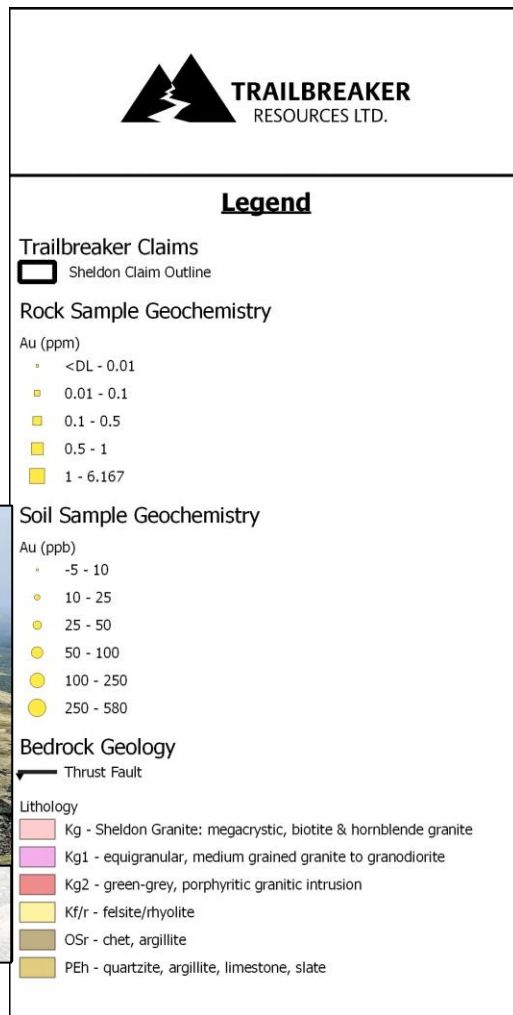 TRAILBREAKER
RESOURCES LTD.
Legend
Trailbreaker Claims
Sheldon Claim Outline
Rock Sample Geochemistry
Au (ppm)
<DL - 0.01
0.01 - 0.1
0.1 - 0.5
0.5 - 1
1 - 6.167
Soil Sample Geochemistry
Au (ppb)
-5 - 10
10 - 25
25 - 50
50 - 100
100 - 250
250 - 580
Bedrock Geology
Thrust Fault
Lithology
Kg - Sheldon Granite: megacrystic, biotite & hornblende granite
Kg1 - equigranular, medium grained granite to granodiorite
Kg2 - green-grey, porphyritic granitic intrusion
Kf/r - felsite/rhyolite
OSr - chet, argillite
PEh - quartzite, argillite, limestone, slate